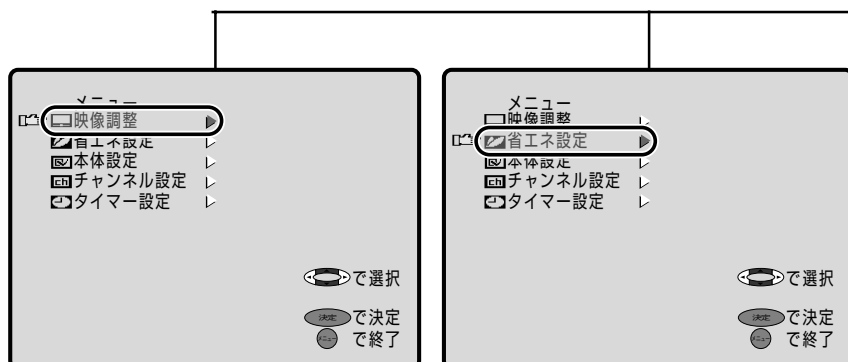 メニュー
映像調整
省エネ設定
本体設定
チャンネル設定
タイマー設定
で選択
決定 で決定
メニュー で終了
メニュー
映像調整
省エネ設定
本体設定
チャンネル設定
タイマー設定
で選択
決定 で決定
メニュー で終了